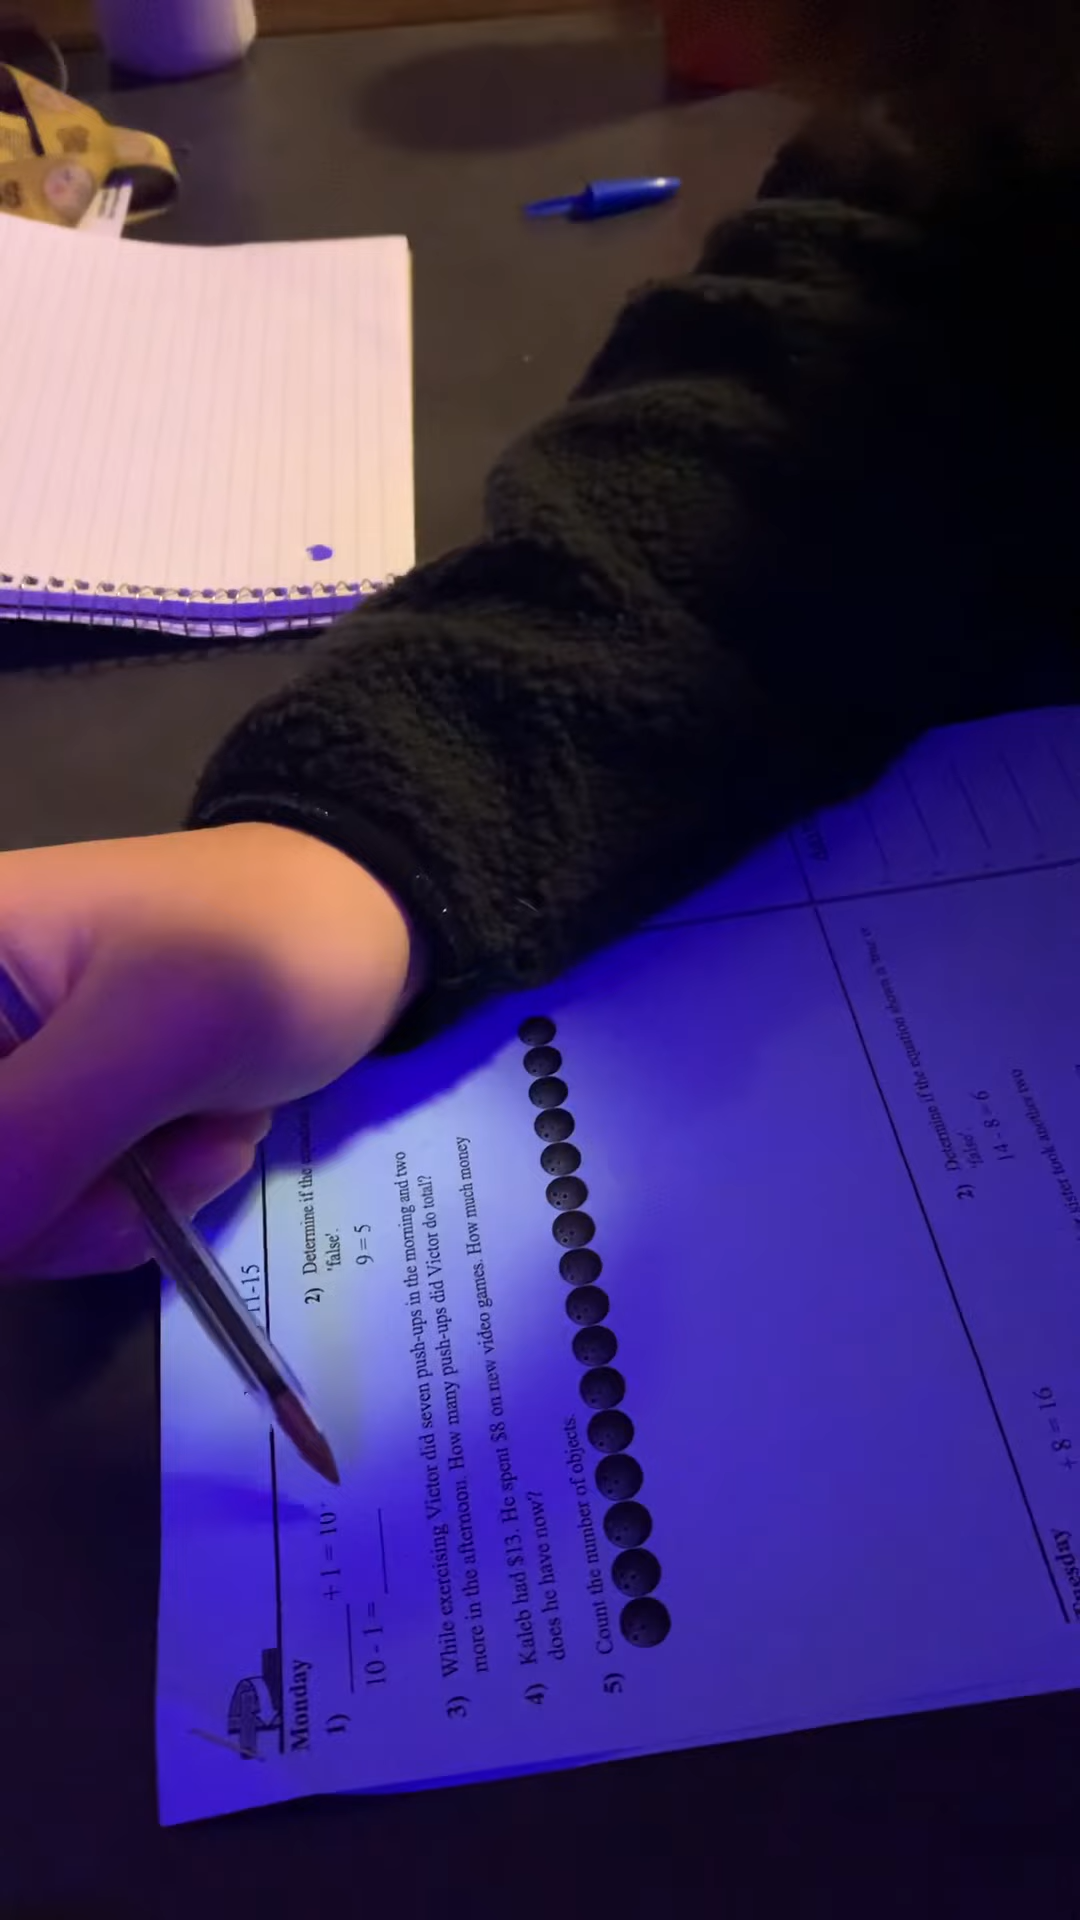 11-15
Monday
1) ____ + 1 = 10
10 - 1 = ____
2) Determine if the
'false'.
9 = 5
3) While exercising Victor did seven push-ups in the morning and two
more in the afternoon. How many push-ups did Victor do total?
4) Kaleb had $13. He spent $8 on new video games. How much money
does he have now?
5) Count the number of objects.
Tuesday
+ 8 = 16
2) Determine if the equation shown is
'false'.
14 - 8 = 6
sister took another two